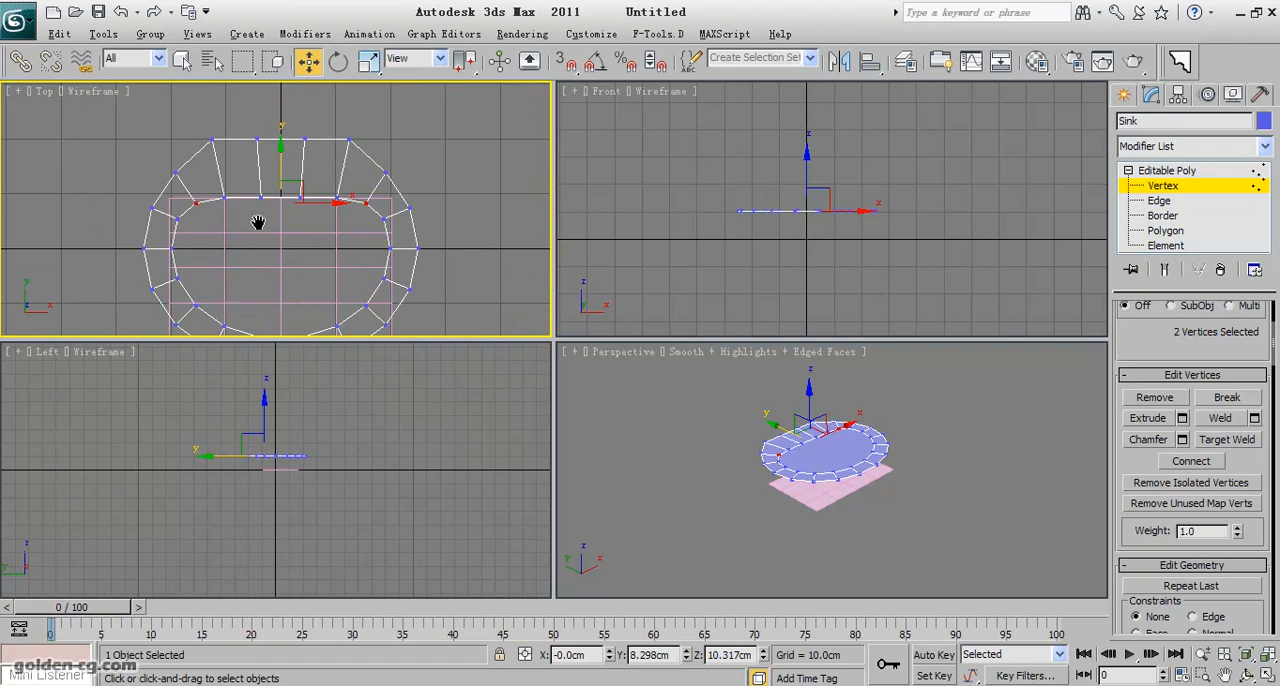 Autodesk 3ds Max 2011 Untitled
Type a keyword or phrase
Edit Tools Group Views Create Modifiers Animation Graph Editors Rendering Customize F-Tools.D MAXScript Help
All View Create Selection Set
[ + [] Top [] Wireframe ]
[ + [] Front [] Wireframe ]
[ + [] Left [] Wireframe ]
[ + [] Perspective [] Smooth + Highlights + Edged Faces ]
Sink
Modifier List
Editable Poly
Vertex
Edge
Border
Polygon
Element
Off SubObj Multi
2 Vertices Selected
- Edit Vertices
Remove Break
Extrude Weld
Chamfer Target Weld
Connect
Remove Isolated Vertices
Remove Unused Map Verts
Weight: 1.0
- Edit Geometry
Repeat Last
Constraints
None Edge
< 0 / 100 >
0 5 10 15 20 25 30 35 40 45 50 55 60 65 70 75 80 85 90 95 100
1 Object Selected X: -0.0cm Y: 8.298cm Z: 10.317cm Grid = 10.0cm Auto Key Selected
golden-cg.com
Mini Listener Click or click-and-drag to select objects Add Time Tag Set Key Key Filters... 0